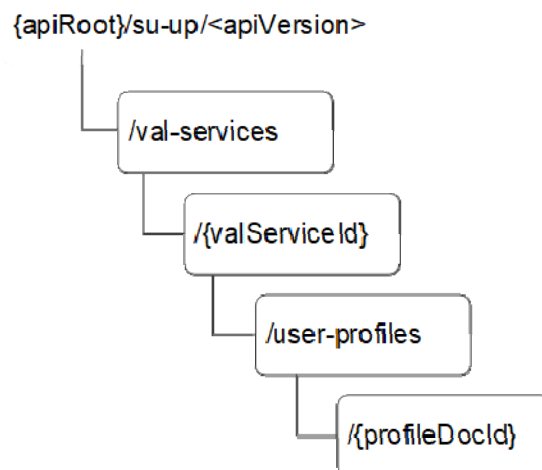 {apiRoot}/su-up/<apiVersion>
/val-services
/{valServiceId}
/user-profiles
/{profileDocId}